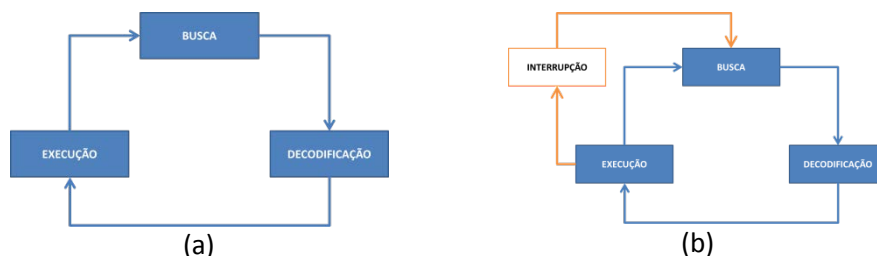 BUSCA
EXECUÇÃO
DECODIFICAÇÃO
(a)
INTERRUPÇÃO
BUSCA
EXECUÇÃO
DECODIFICAÇÃO
(b)